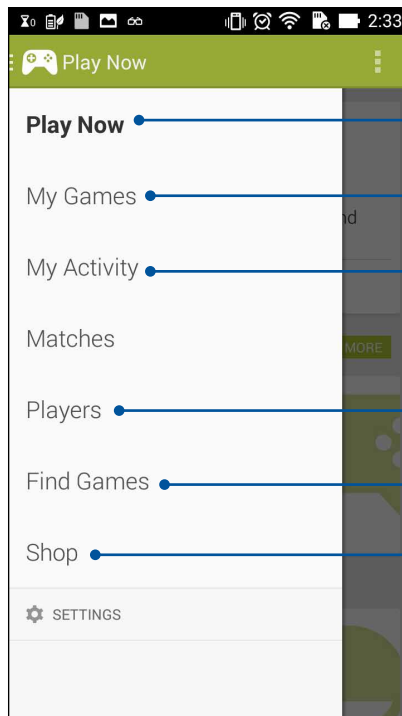 2:33
Play Now
Play Now
My Games
nd
My Activity
Matches
MORE
Players
Find Games
Shop
SETTINGS